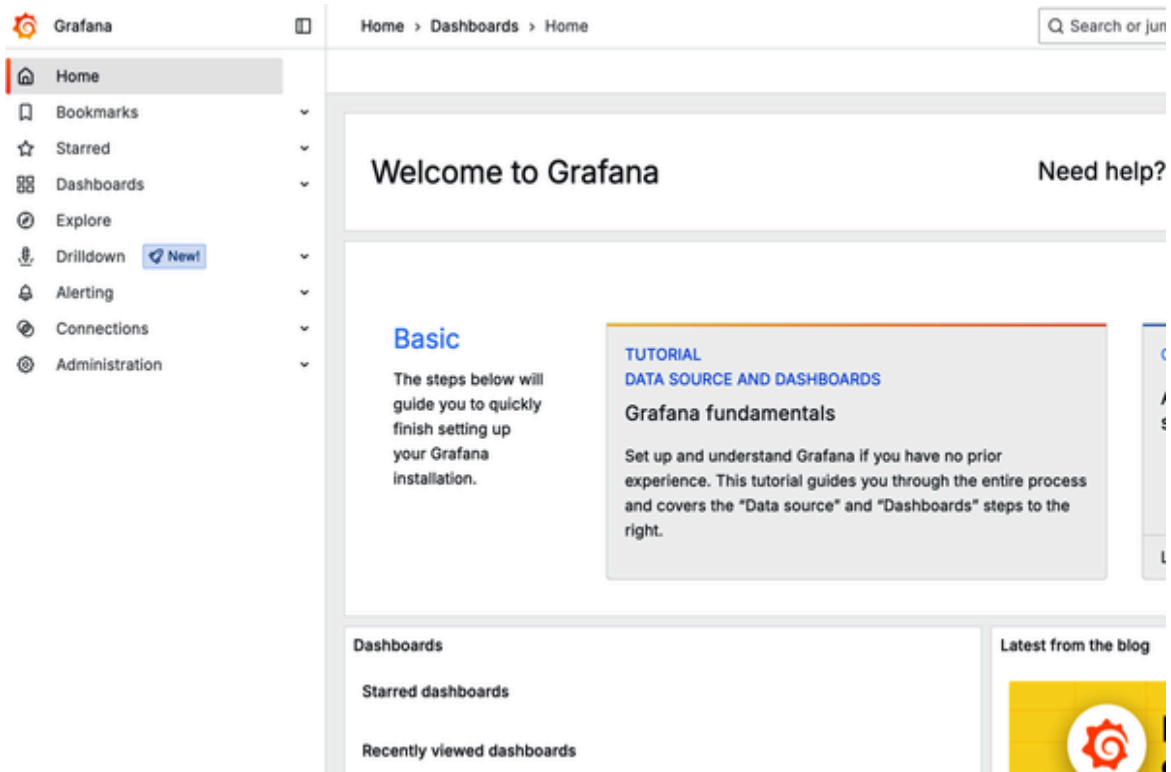 Grafana
Home › Dashboards › Home
Search or jum
Home
Bookmarks
Starred
Dashboards
Explore
Drilldown New!
Alerting
Connections
Administration
Welcome to Grafana
Need help?
Basic
The steps below will
guide you to quickly
finish setting up
your Grafana
installation.
TUTORIAL
DATA SOURCE AND DASHBOARDS
Grafana fundamentals
Set up and understand Grafana if you have no prior
experience. This tutorial guides you through the entire process
and covers the “Data source” and “Dashboards” steps to the
right.
Dashboards
Starred dashboards
Recently viewed dashboards
Latest from the blog